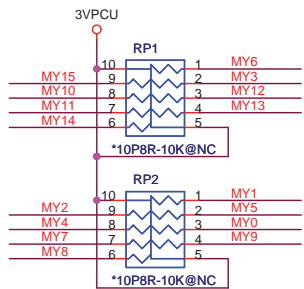 3VPCU
RP1
10 1 MY6
MY15 9 2 MY3
MY10 8 3 MY12
MY11 7 4 MY13
MY14 6 5
*10P8R-10K@NC
RP2
10 1 MY1
MY2 9 2 MY5
MY4 8 3 MY0
MY7 7 4 MY9
MY8 6 5
*10P8R-10K@NC